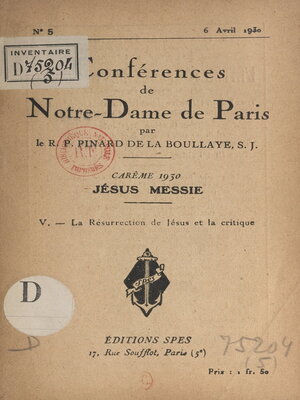 N° 5
6 Avril 1930
INVENTAIRE
D 75204
(5)
Conférences
de
Notre-Dame de Paris
par
le R. P. PINARD DE LA BOULLAYE, S. J.
CARÊME 1930
JÉSUS MESSIE
V. — La Résurrection de Jésus et la critique
D
SPES
D
ÉDITIONS SPES
17, Rue Soufflot, Paris (5e)
75204
(5)
Prix : 1 fr. 50